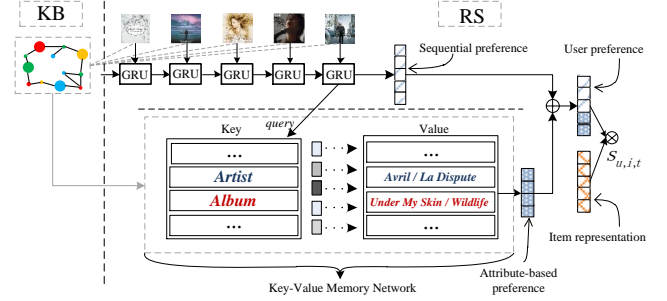 KB
RS
GRU GRU GRU GRU GRU
Sequential preference
User preference
query
Key
Value
...
...
Artist
Avril / La Dispute
Album
Under My Skin / Wildlife
...
...
S_{u,i,t}
Item representation
Attribute-based
preference
Key-Value Memory Network